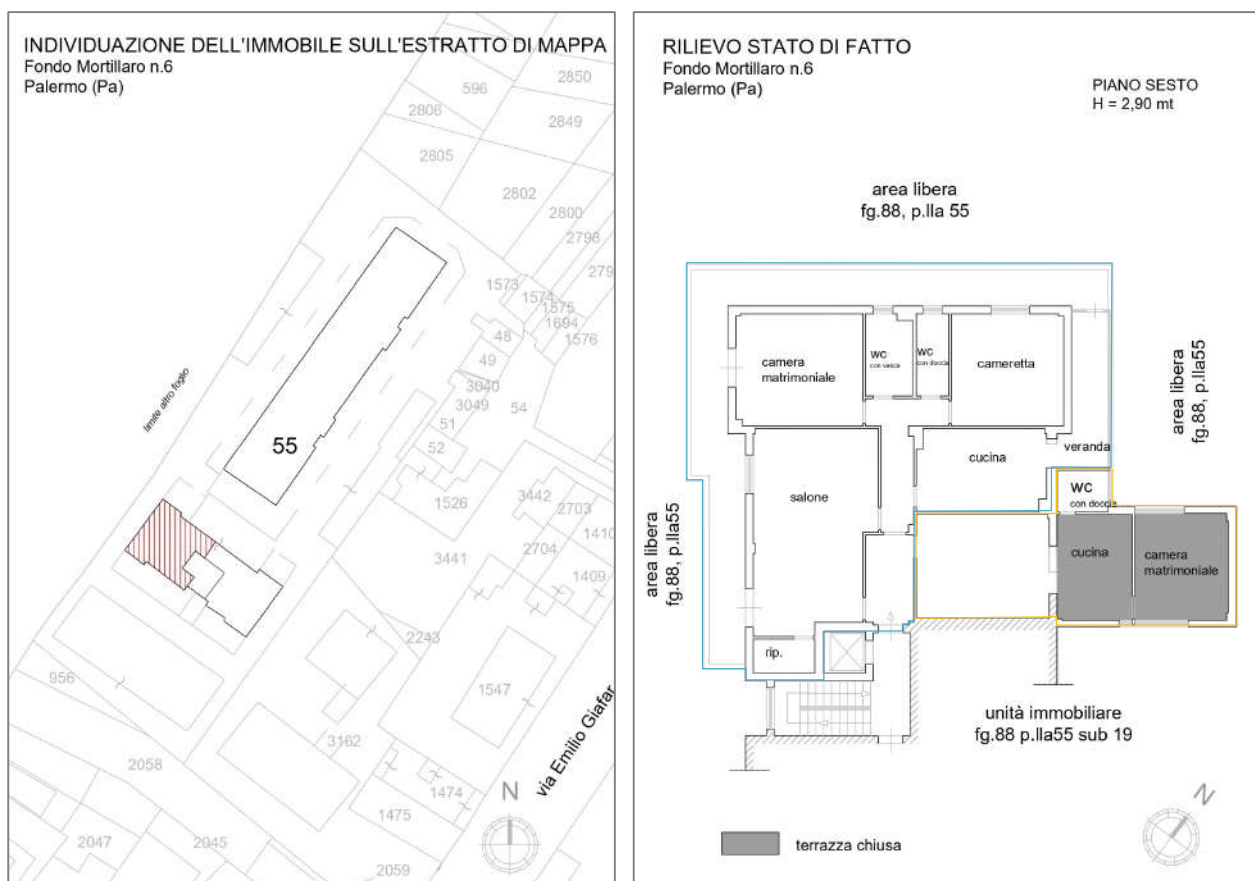 INDIVIDUAZIONE DELL'IMMOBILE SULL'ESTRATTO DI MAPPA
Fondo Mortillaro n.6
Palermo (Pa)
2850
596
2806
2849
2805
2802
2800
2798
279
1573
1574
1575
1694
1576
48
49
3040
3049
54
51
52
limite altro foglio
55
1526
3442
2703
1410
2704
3441
1409
2243
956
1547
3162
via Emilio Giafar
2058
N
1474
1475
2047
2045
2059
RILIEVO STATO DI FATTO
Fondo Mortillaro n.6
Palermo (Pa)
PIANO SESTO
H = 2,90 mt
area libera
fg.88, p.lla 55
camera
matrimoniale
wc
con vasca
wc
con doccia
cameretta
area libera
fg.88, p.lla55
cucina
veranda
salone
wc
con doccia
area libera
fg.88, p.lla55
cucina
camera
matrimoniale
rip.
unità immobiliare
fg.88 p.lla55 sub 19
N
terrazza chiusa